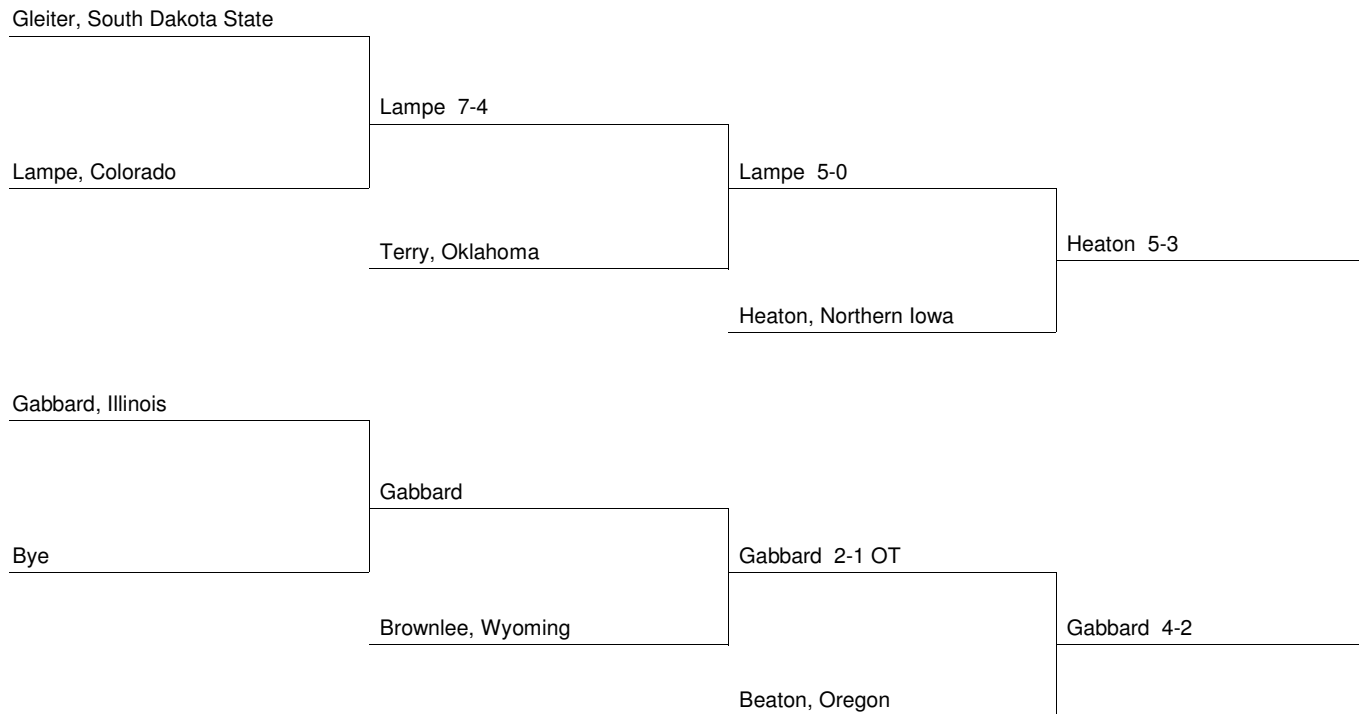 Gleiter, South Dakota State
Lampe 7-4
Lampe, Colorado
Lampe 5-0
Terry, Oklahoma
Heaton 5-3
Heaton, Northern Iowa
Gabbard, Illinois
Gabbard
Bye
Gabbard 2-1 OT
Brownlee, Wyoming
Gabbard 4-2
Beaton, Oregon